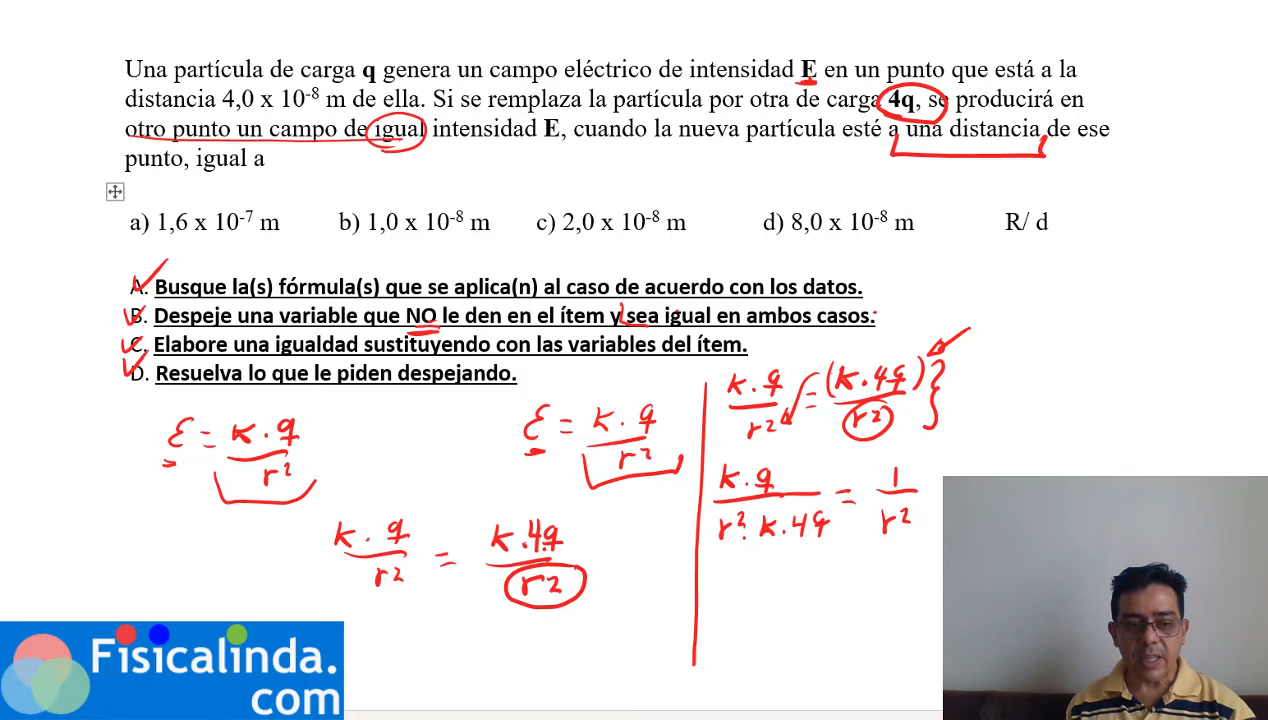 Una partícula de carga q genera un campo eléctrico de intensidad E en un punto que está a la
distancia 4,0 x 10⁻⁸ m de ella. Si se remplaza la partícula por otra de carga 4q, se producirá en
otro punto un campo de igual intensidad E, cuando la nueva partícula esté a una distancia de ese
punto, igual a
a) 1,6 x 10⁻⁷ m b) 1,0 x 10⁻⁸ m c) 2,0 x 10⁻⁸ m d) 8,0 x 10⁻⁸ m R/ d
A. Busque la(s) fórmula(s) que se aplica(n) al caso de acuerdo con los datos.
B. Despeje una variable que NO le den en el ítem y sea igual en ambos casos.
C. Elabore una igualdad sustituyendo con las variables del ítem.
D. Resuelva lo que le piden despejando.
E = k.q / r²
E = k.q / r²
k.q / r² = k.4q / r²
k.q / r² = (k.4q) / r²
k.q / r².k.4q = 1 / r²
Fisicalinda.
com